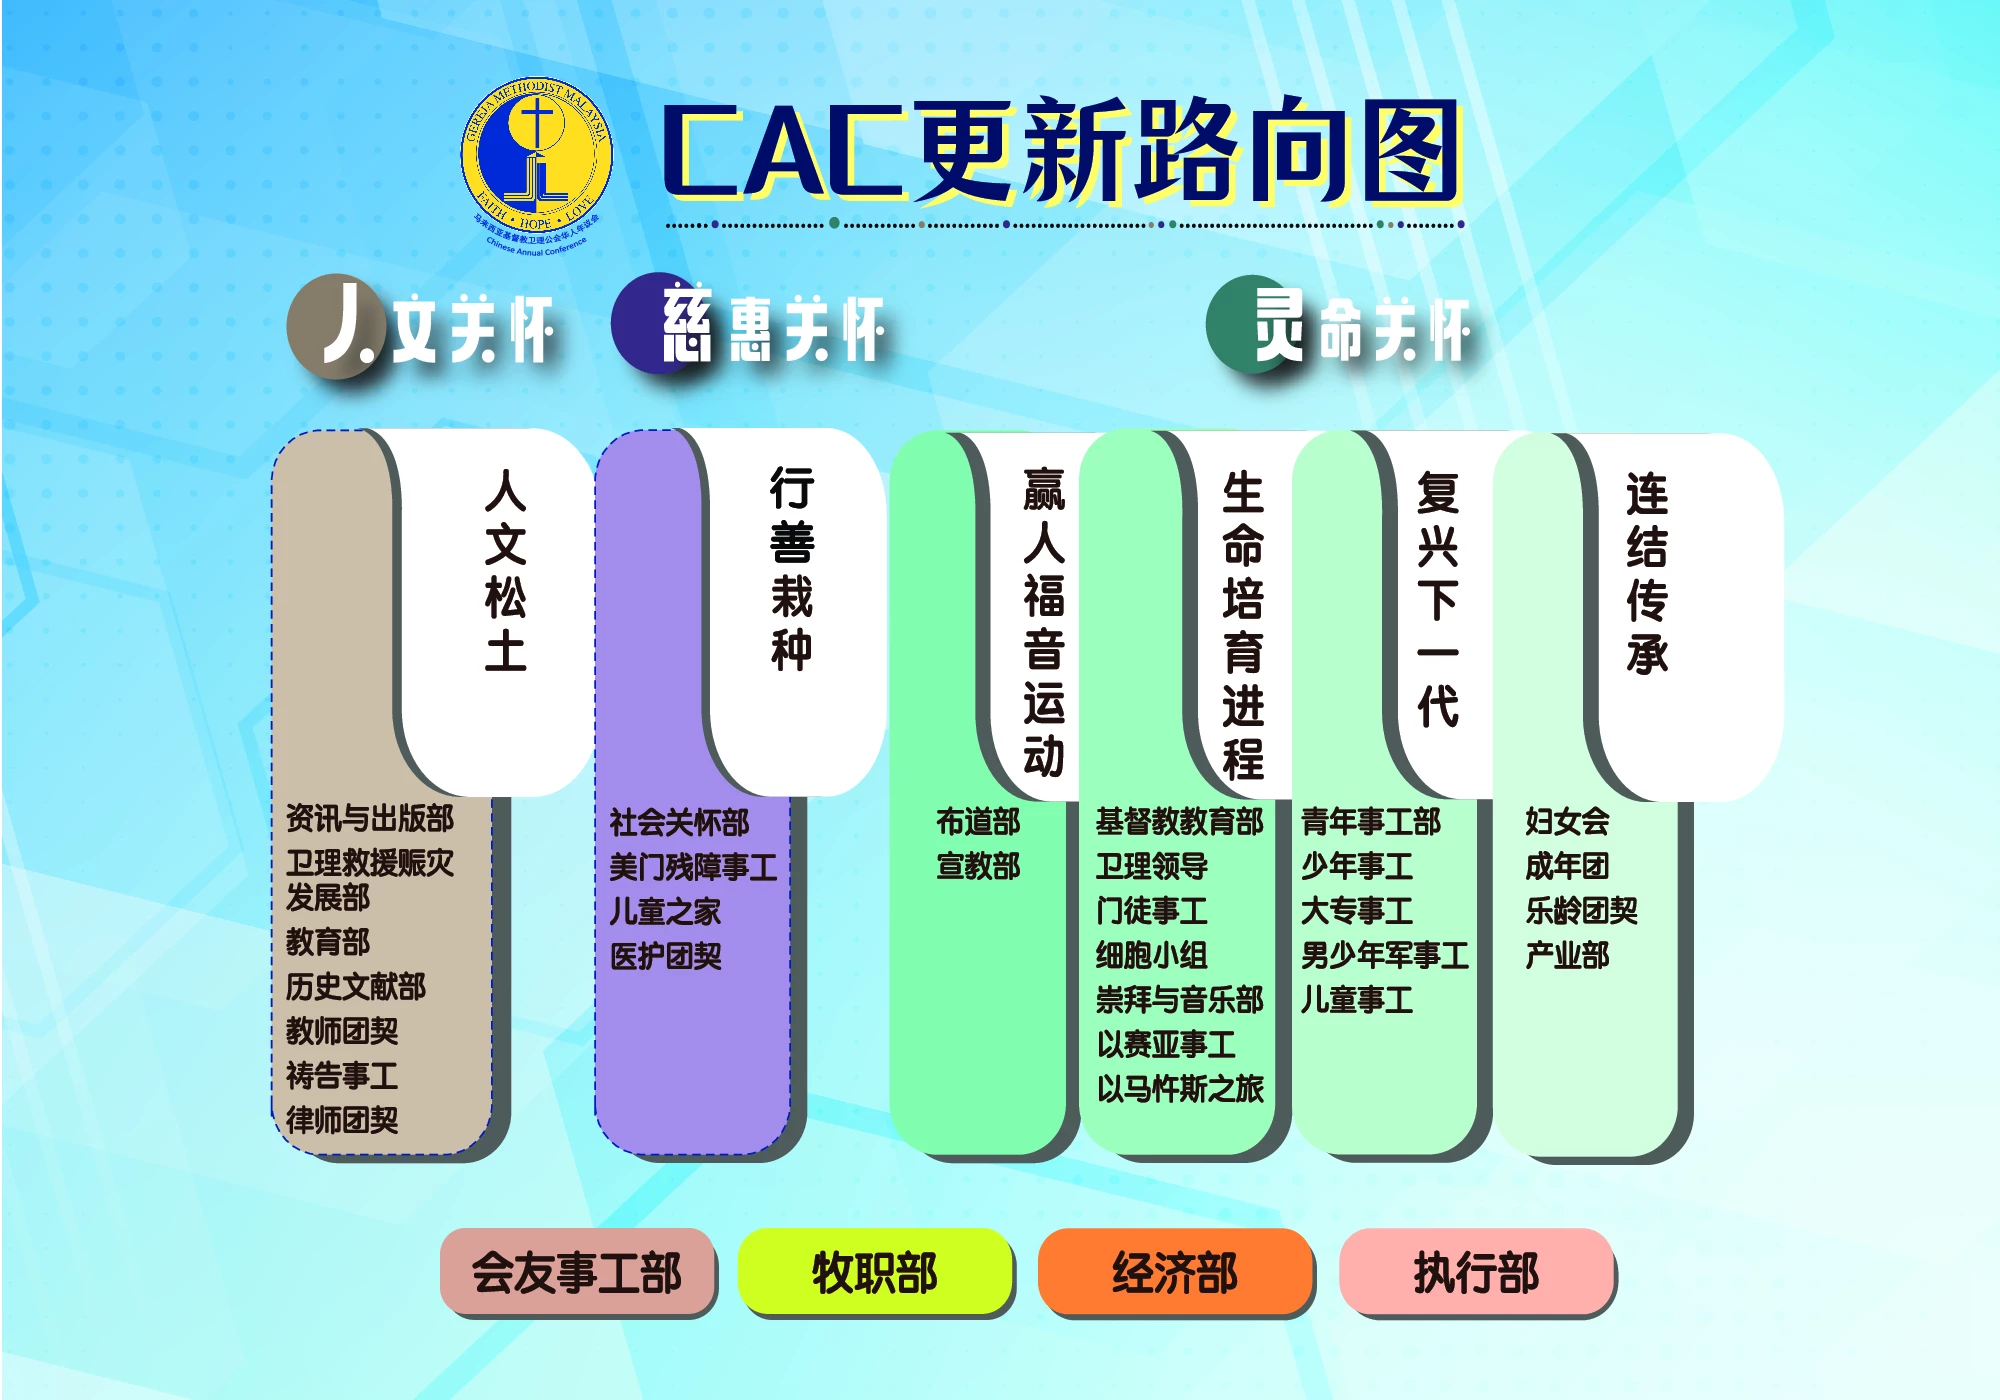 GEREJA METHODIST MALAYSIA
FAITH • HOPE • LOVE
马来西亚基督教卫理公会华人年议会
Chinese Annual Conference
CAC更新路向图
人文关怀
慈惠关怀
灵命关怀
人文松土
资讯与出版部
卫理救援赈灾
发展部
教育部
历史文献部
教师团契
祷告事工
律师团契
行善栽种
社会关怀部
美门残障事工
儿童之家
医护团契
赢人福音运动
布道部
宣教部
生命培育进程
基督教教育部
卫理领导
门徒事工
细胞小组
崇拜与音乐部
以赛亚事工
以马忤斯之旅
复兴下一代
青年事工部
少年事工
大专事工
男少年军事工
儿童事工
连结传承
妇女会
成年团
乐龄团契
产业部
会友事工部
牧职部
经济部
执行部